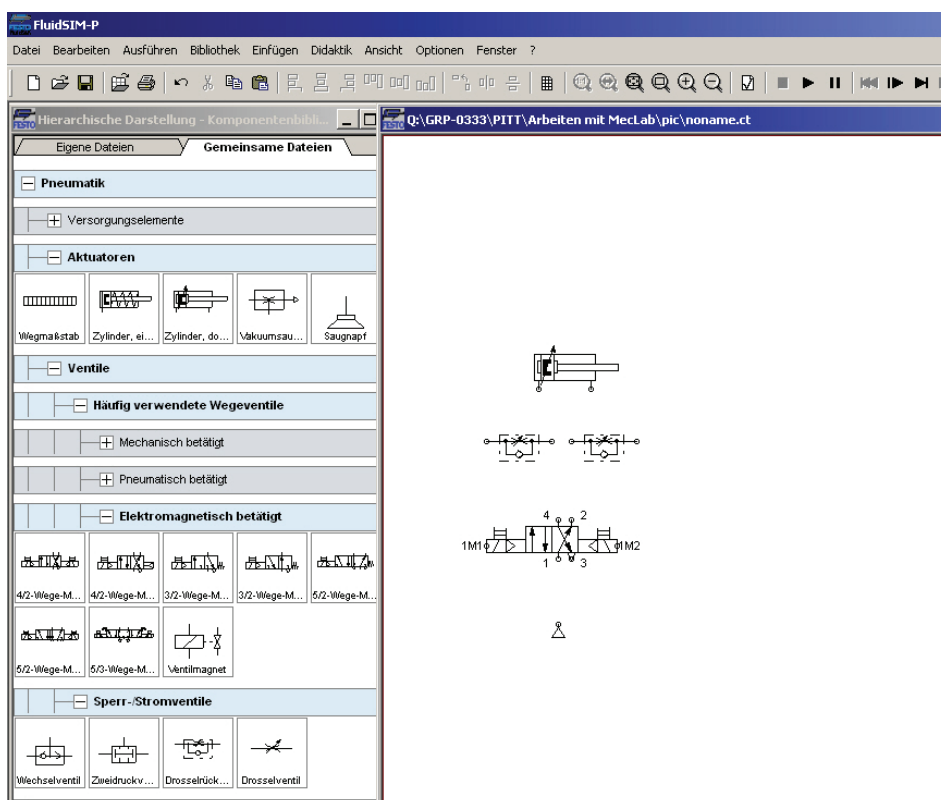 FluidSIM-P
Datei Bearbeiten Ausführen Bibliothek Einfügen Didaktik Ansicht Optionen Fenster ?
FESTO Hierarchische Darstellung - Komponentenbibli...
FESTO Q:\GRP-0333\PITT\Arbeiten mit MecLab\pic\noname.ct
Eigene Dateien Gemeinsame Dateien
Pneumatik
Versorgungselemente
Aktuatoren
Wegmaßstab Zylinder, ei... Zylinder, do... Vakuumsau... Saugnapf
Ventile
Häufig verwendete Wegeventile
Mechanisch betätigt
Pneumatisch betätigt
Elektromagnetisch betätigt
4/2-Wege-M... 4/2-Wege-M... 3/2-Wege-M... 3/2-Wege-M... 5/2-Wege-M...
5/2-Wege-M... 5/3-Wege-M... Ventilmagnet
Sperr-/Stromventile
Wechselventil Zweidruckv... Drosselrück... Drosselventil
4 2
1M1 1M2
1 3